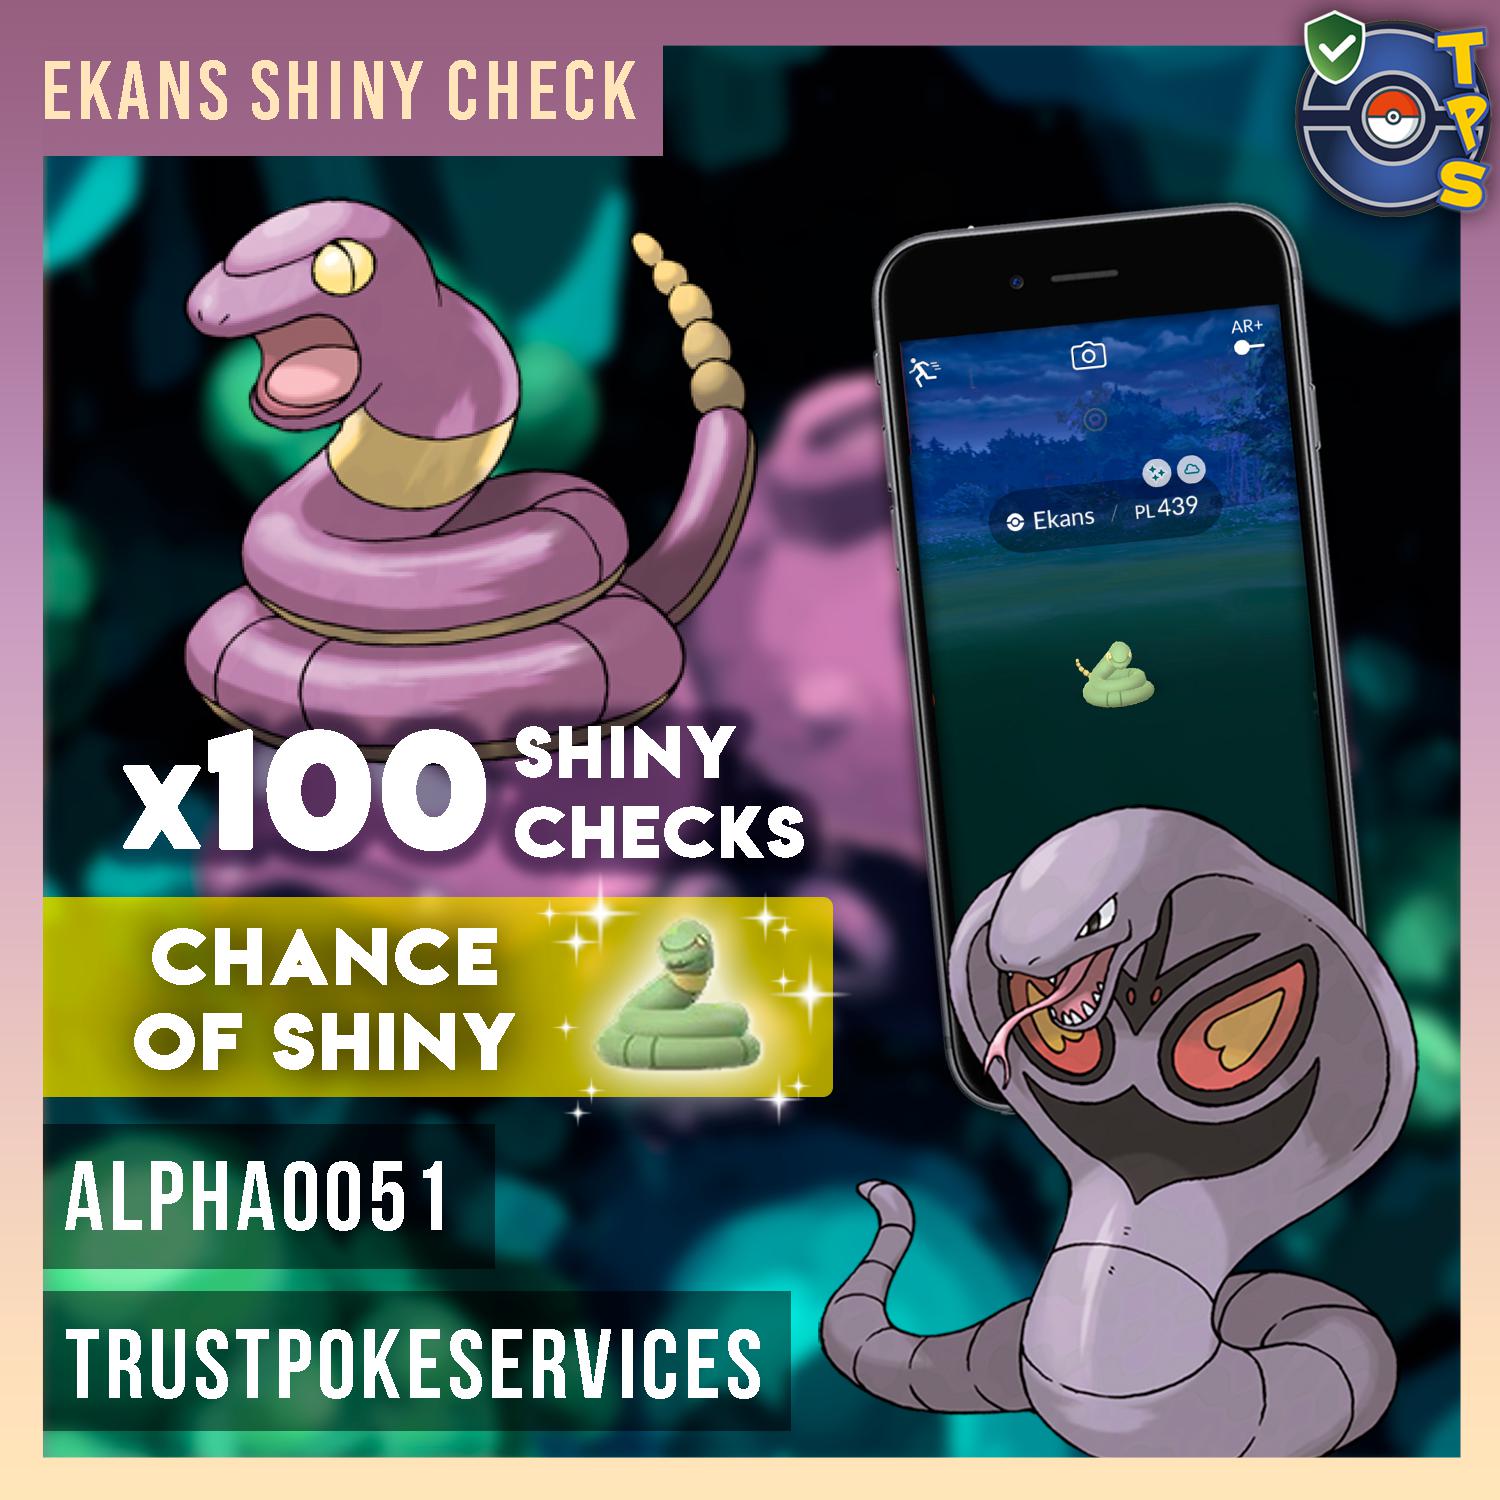 EKANS SHINY CHECK
TPS
AR+
Ekans / PL439
x100 SHINY
CHECKS
CHANCE
OF SHINY
ALPHA0051
TRUSTPOKESERVICES